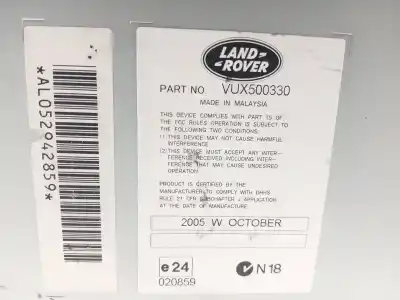 *AL052942859*
LAND-
-ROVER
PART NO VUX500330
MADE IN MALAYSIA
THIS DEVICE COMPLIES WITH PART 15 OF
THE FCC RULES OPERATION IS SUBJECT TO
THE FOLLOWING TWO CONDITIONS:
(1) THIS DEVICE MAY NOT CAUSE HARMFUL
INTERFERENCE
(2) THIS DEVICE MUST ACCEPT ANY INTER-
FERENCE RECEIVED INCLUDING INTER-
FERENCE THAT MAY CAUSE UNDESIRED
OPERATION
PRODUCT IS CERTIFIED BY THE
MANUFACTURER TO COMPLY WITH DHHS
RULE 21 CFR SUBCHAPTER J APPLICATION
AT THE DATE OF MANUFACTURE
2005 W OCTOBER
e24
020859
N18